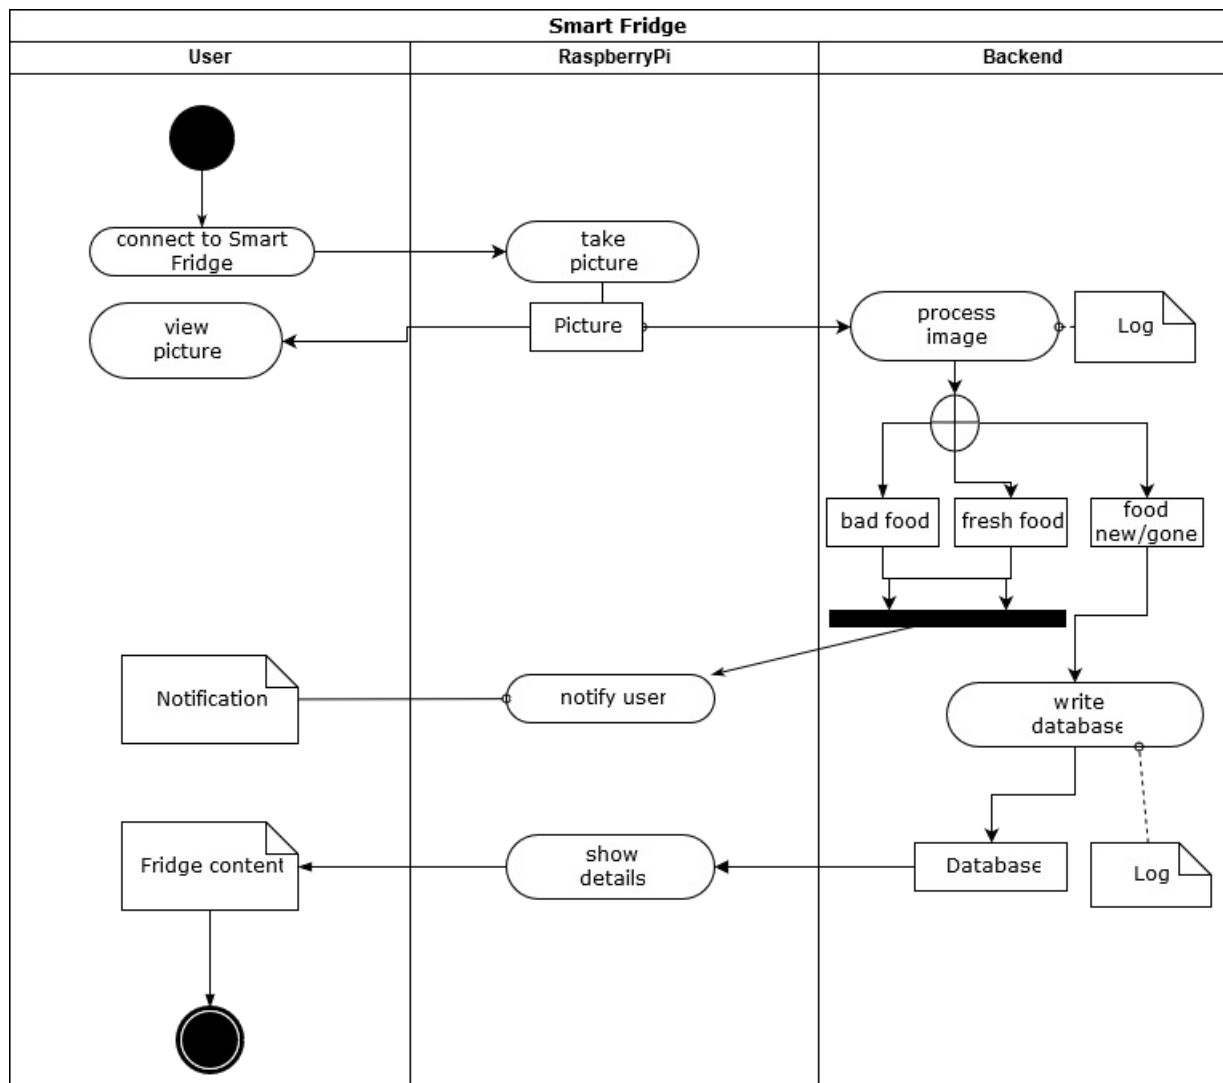 Smart Fridge
User
RaspberryPi
Backend
connect to Smart
Fridge
take
picture
view
picture
Picture
process
image
Log
bad food
fresh food
food
new/gone
Notification
notify user
write
database
Fridge content
show
details
Database
Log